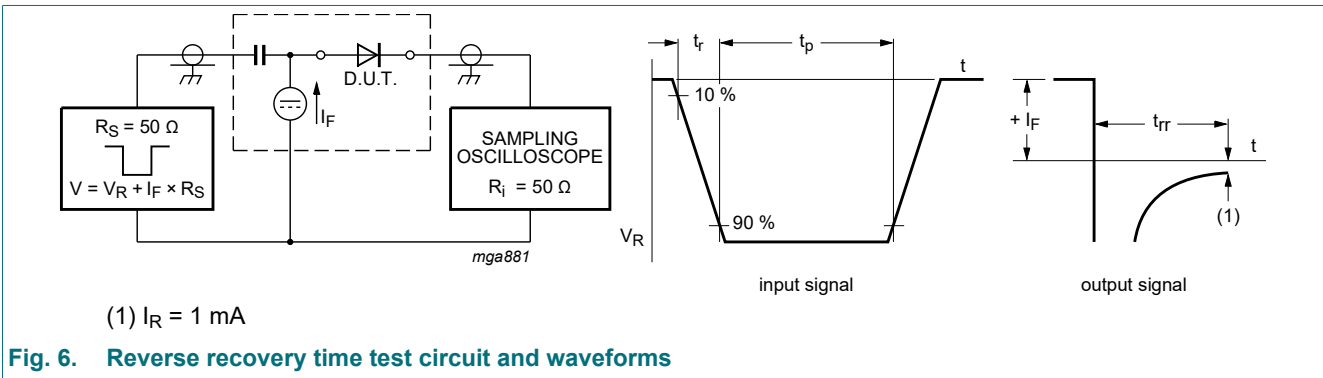 D.U.T.
I_F
R_S = 50 Ω
V = V_R + I_F × R_S
SAMPLING
OSCILLOSCOPE
R_i = 50 Ω
mga881
t_r
t_p
t
10 %
90 %
V_R
input signal
+ I_F
t_rr
t
(1)
output signal
(1) I_R = 1 mA
Fig. 6. Reverse recovery time test circuit and waveforms